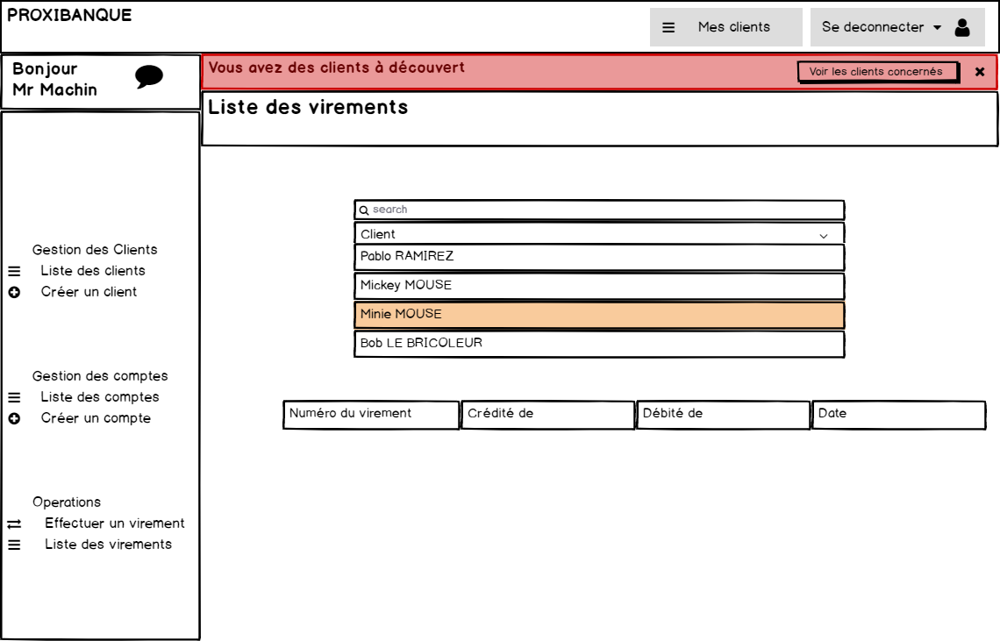 PROXIBANQUE
Mes clients
Se deconnecter
Bonjour
Mr Machin
Vous avez des clients à découvert
Voir les clients concernés
Liste des virements
search
Client
Pablo RAMIREZ
Mickey MOUSE
Minie MOUSE
Bob LE BRICOLEUR
Gestion des Clients
Liste des clients
Créer un client
Gestion des comptes
Liste des comptes
Créer un compte
Operations
Effectuer un virement
Liste des virements
Numéro du virement
Crédité de
Débité de
Date